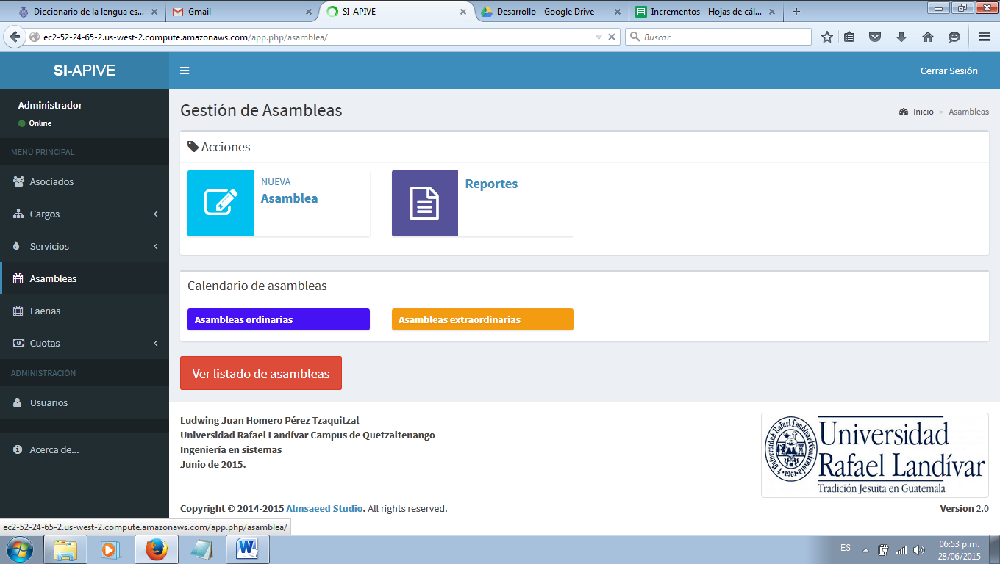 Diccionario de la lengua es...
Gmail
SI-APIVE
Desarrollo - Google Drive
Incrementos - Hojas de cál...
ec2-52-24-65-2.us-west-2.compute.amazonaws.com/app.php/asamblea/
Buscar
SI-APIVE
Cerrar Sesión
Administrador
Online
MENÚ PRINCIPAL
Asociados
Cargos
Servicios
Asambleas
Faenas
Cuotas
ADMINISTRACIÓN
Usuarios
Acerca de...
Gestión de Asambleas
Inicio > Asambleas
Acciones
NUEVA
Asamblea
Reportes
Calendario de asambleas
Asambleas ordinarias
Asambleas extraordinarias
Ver listado de asambleas
Ludwing Juan Homero Pérez Tzaquitzal
Universidad Rafael Landívar Campus de Quetzaltenango
Ingeniería en sistemas
Junio de 2015.
Universidad
Rafael Landívar
Tradición Jesuita en Guatemala
Copyright © 2014-2015 Almsaeed Studio. All rights reserved.
Version 2.0
ec2-52-24-65-2.us-west-2.compute.amazonaws.com/app.php/asamblea/
ES
06:53 p.m.
28/06/2015